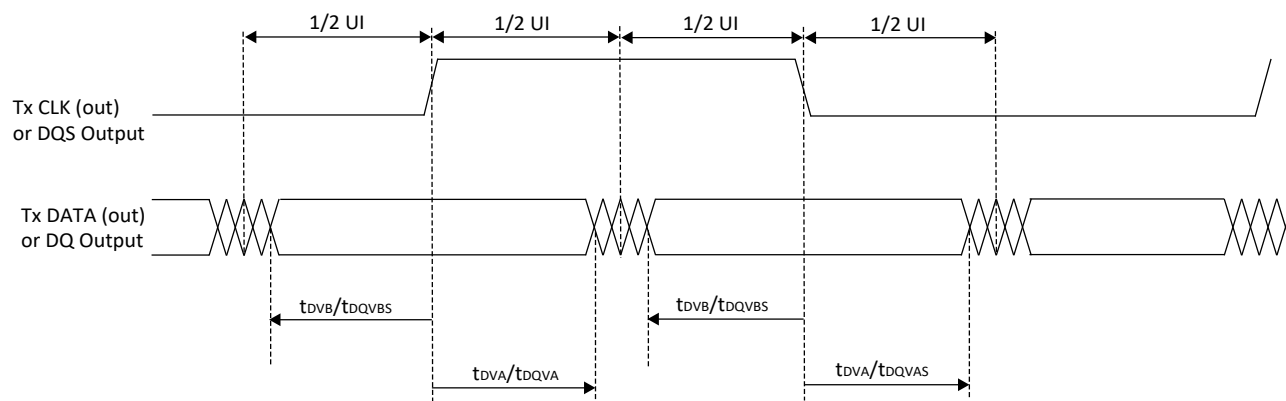 1/2 UI
1/2 UI
1/2 UI
1/2 UI
Tx CLK (out)
or DQS Output
Tx DATA (out)
or DQ Output
tDVB/tDQVBS
tDVB/tDQVBS
tDVA/tDQVA
tDVA/tDQVAS